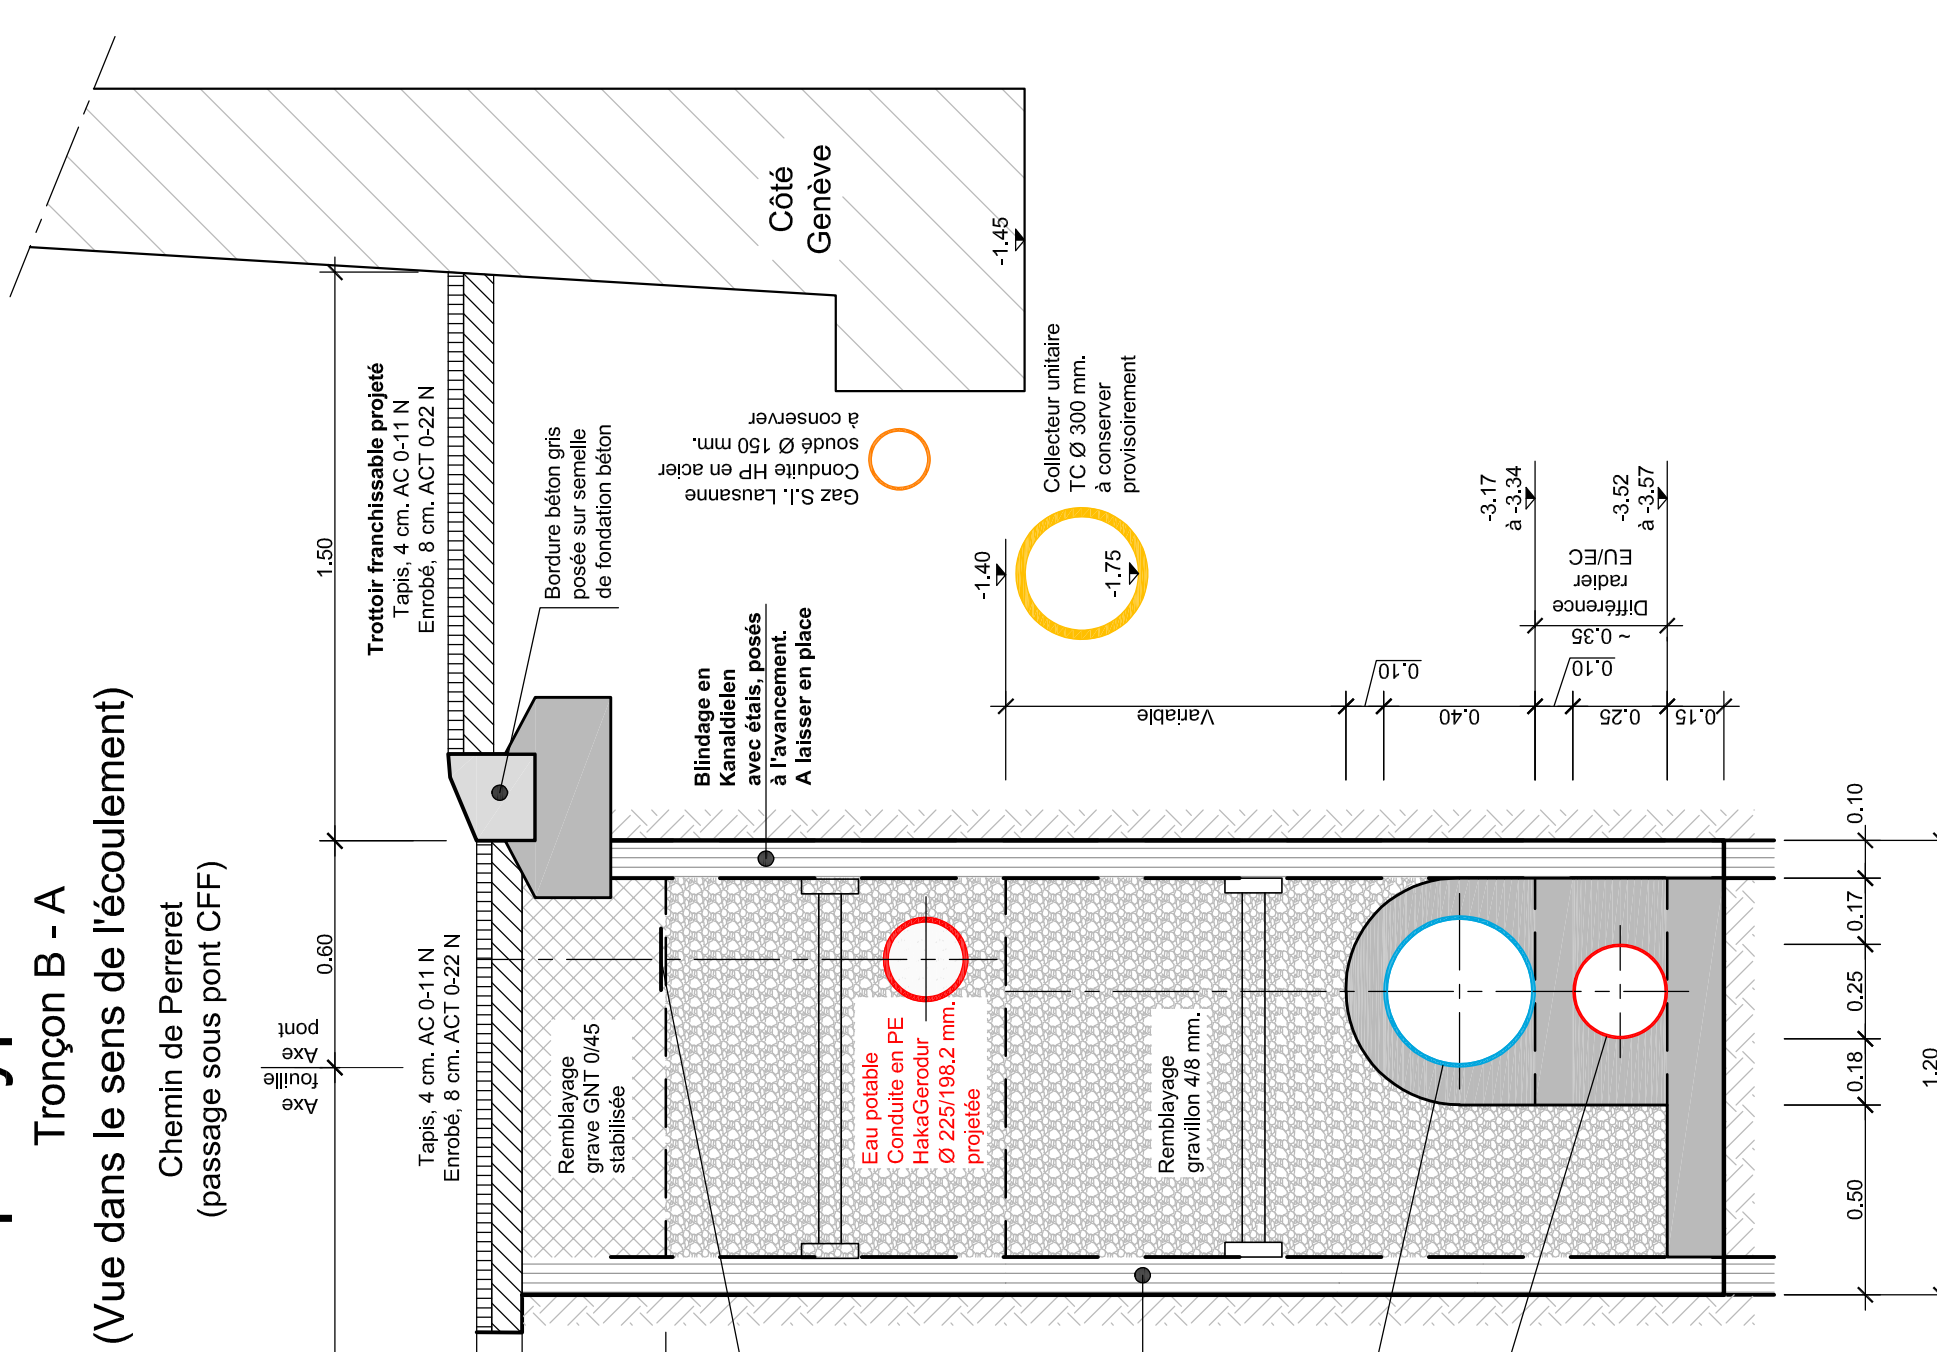 Tronçon B - A
(Vue dans le sens de l'écoulement)
Chemin de Perreret
(passage sous pont CFF)
Axe
pont
Axe
fouille
0.60
1.50
Trottoir franchissable projeté
Tapis, 4 cm. AC 0-11 N
Enrobé, 8 cm. ACT 0-22 N
Tapis, 4 cm. AC 0-11 N
Enrobé, 8 cm. ACT 0-22 N
Bordure béton gris
posée sur semelle
de fondation béton
Côté
Genève
-1.45
Gaz S.I. Lausanne
Conduite HP en acier
soudé Ø 150 mm.
à conserver
Blindage en
Kanaldielen
avec étais, posés
à l'avancement.
A laisser en place
Collecteur unitaire
TC Ø 300 mm.
à conserver
provisoirement
-1.40
-1.75
Remblayage
grave GNT 0/45
stabilisée
Eau potable
Conduite en PE
HakaGerodur
Ø 225/198.2 mm.
projetée
Remblayage
gravillon 4/8 mm.
-3.17
à -3.34
-3.52
à -3.57
~ 0.35
Différence
radier
EU/EC
Variable
0.10
0.40
0.10
0.25
0.15
0.50
0.18
0.25
0.17
0.10
1.20